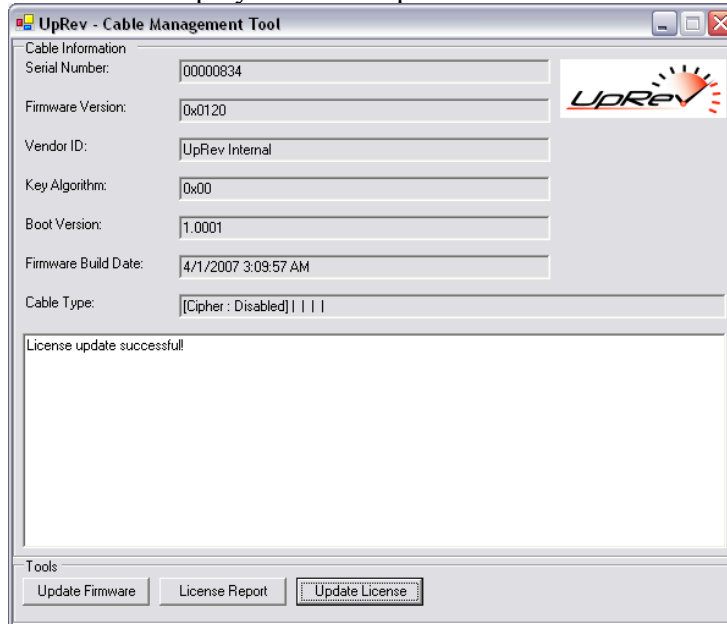 UpRev - Cable Management Tool
Cable Information
Serial Number: 00000834
UpRev
Firmware Version: 0x0120
Vendor ID: UpRev Internal
Key Algorithm: 0x00
Boot Version: 1.0001
Firmware Build Date: 4/1/2007 3:09:57 AM
Cable Type: [Cipher : Disabled] | | | |
License update successful!
Tools
Update Firmware License Report Update License